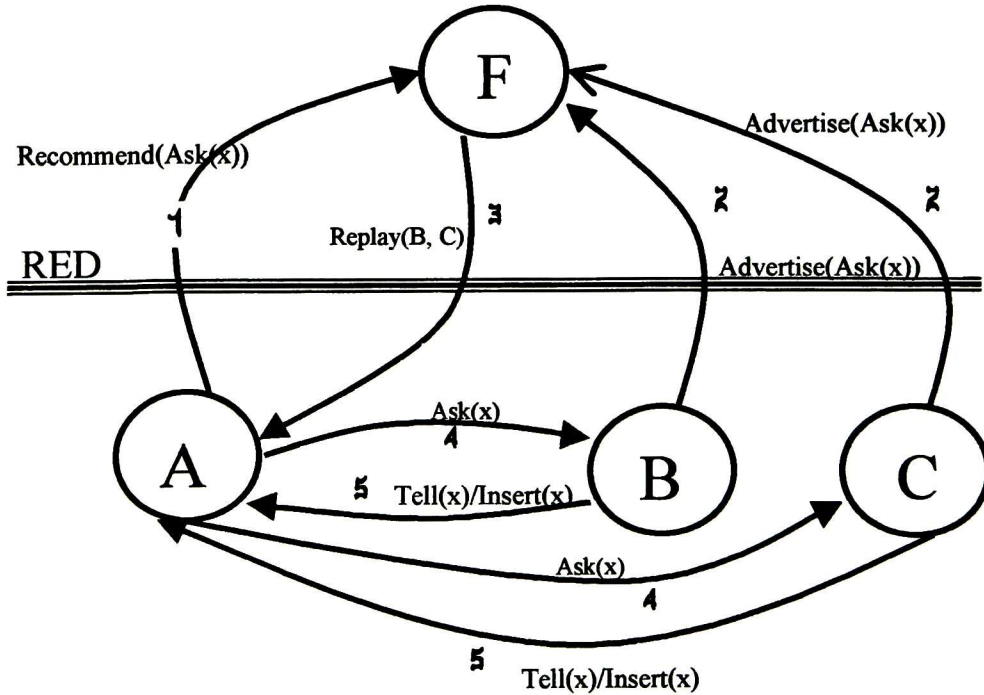 F
Advertise(Ask(x))
Recommend(Ask(x))
1
3
2
2
Replay(B, C)
RED
Advertise(Ask(x))
Ask(x)
4
A
B
C
5
Tell(x)/Insert(x)
Ask(x)
4
5
Tell(x)/Insert(x)